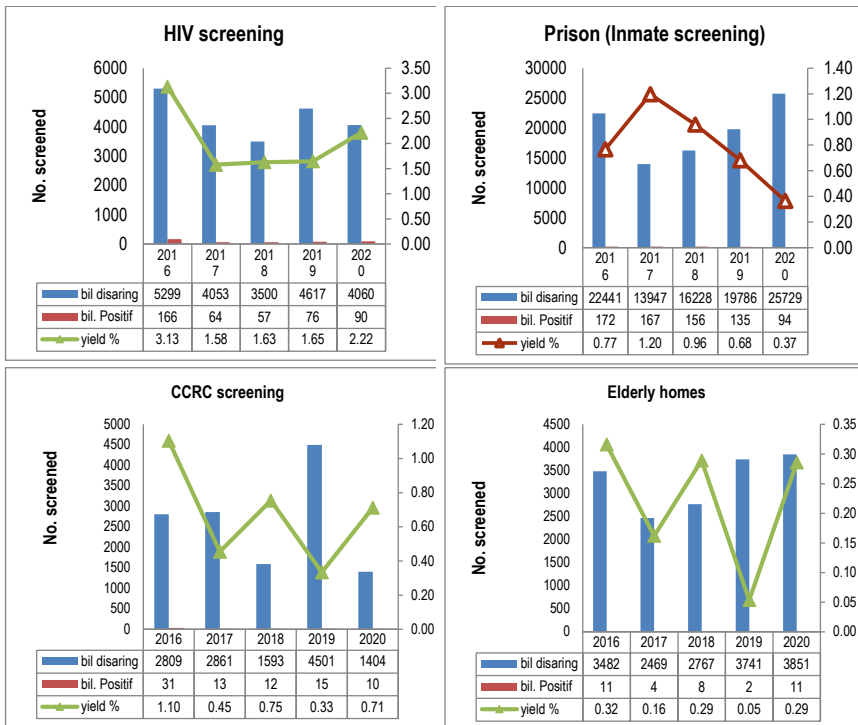 HIV screening
No. screened
6000
5000
4000
3000
2000
1000
0
3.50
3.00
2.50
2.00
1.50
1.00
0.50
0.00
201 201 201 201 202
6 7 8 9 0
bil disaring 5299 4053 3500 4617 4060
bil. Positif 166 64 57 76 90
yield % 3.13 1.58 1.63 1.65 2.22
Prison (Inmate screening)
No. screened
30000
25000
20000
15000
10000
5000
0
1.40
1.20
1.00
0.80
0.60
0.40
0.20
0.00
201 201 201 201 202
6 7 8 9 0
bil disaring 22441 13947 16228 19786 25729
bil. Positif 172 167 156 135 94
yield % 0.77 1.20 0.96 0.68 0.37
CCRC screening
No. screened
5000
4500
4000
3500
3000
2500
2000
1500
1000
500
0
1.20
1.00
0.80
0.60
0.40
0.20
0.00
2016 2017 2018 2019 2020
bil disaring 2809 2861 1593 4501 1404
bil. Positif 31 13 12 15 10
yield % 1.10 0.45 0.75 0.33 0.71
Elderly homes
No. screened
4500
4000
3500
3000
2500
2000
1500
1000
500
0
0.35
0.30
0.25
0.20
0.15
0.10
0.05
0.00
2016 2017 2018 2019 2020
bil disaring 3482 2469 2767 3741 3851
bil. Positif 11 4 8 2 11
yield % 0.32 0.16 0.29 0.05 0.29